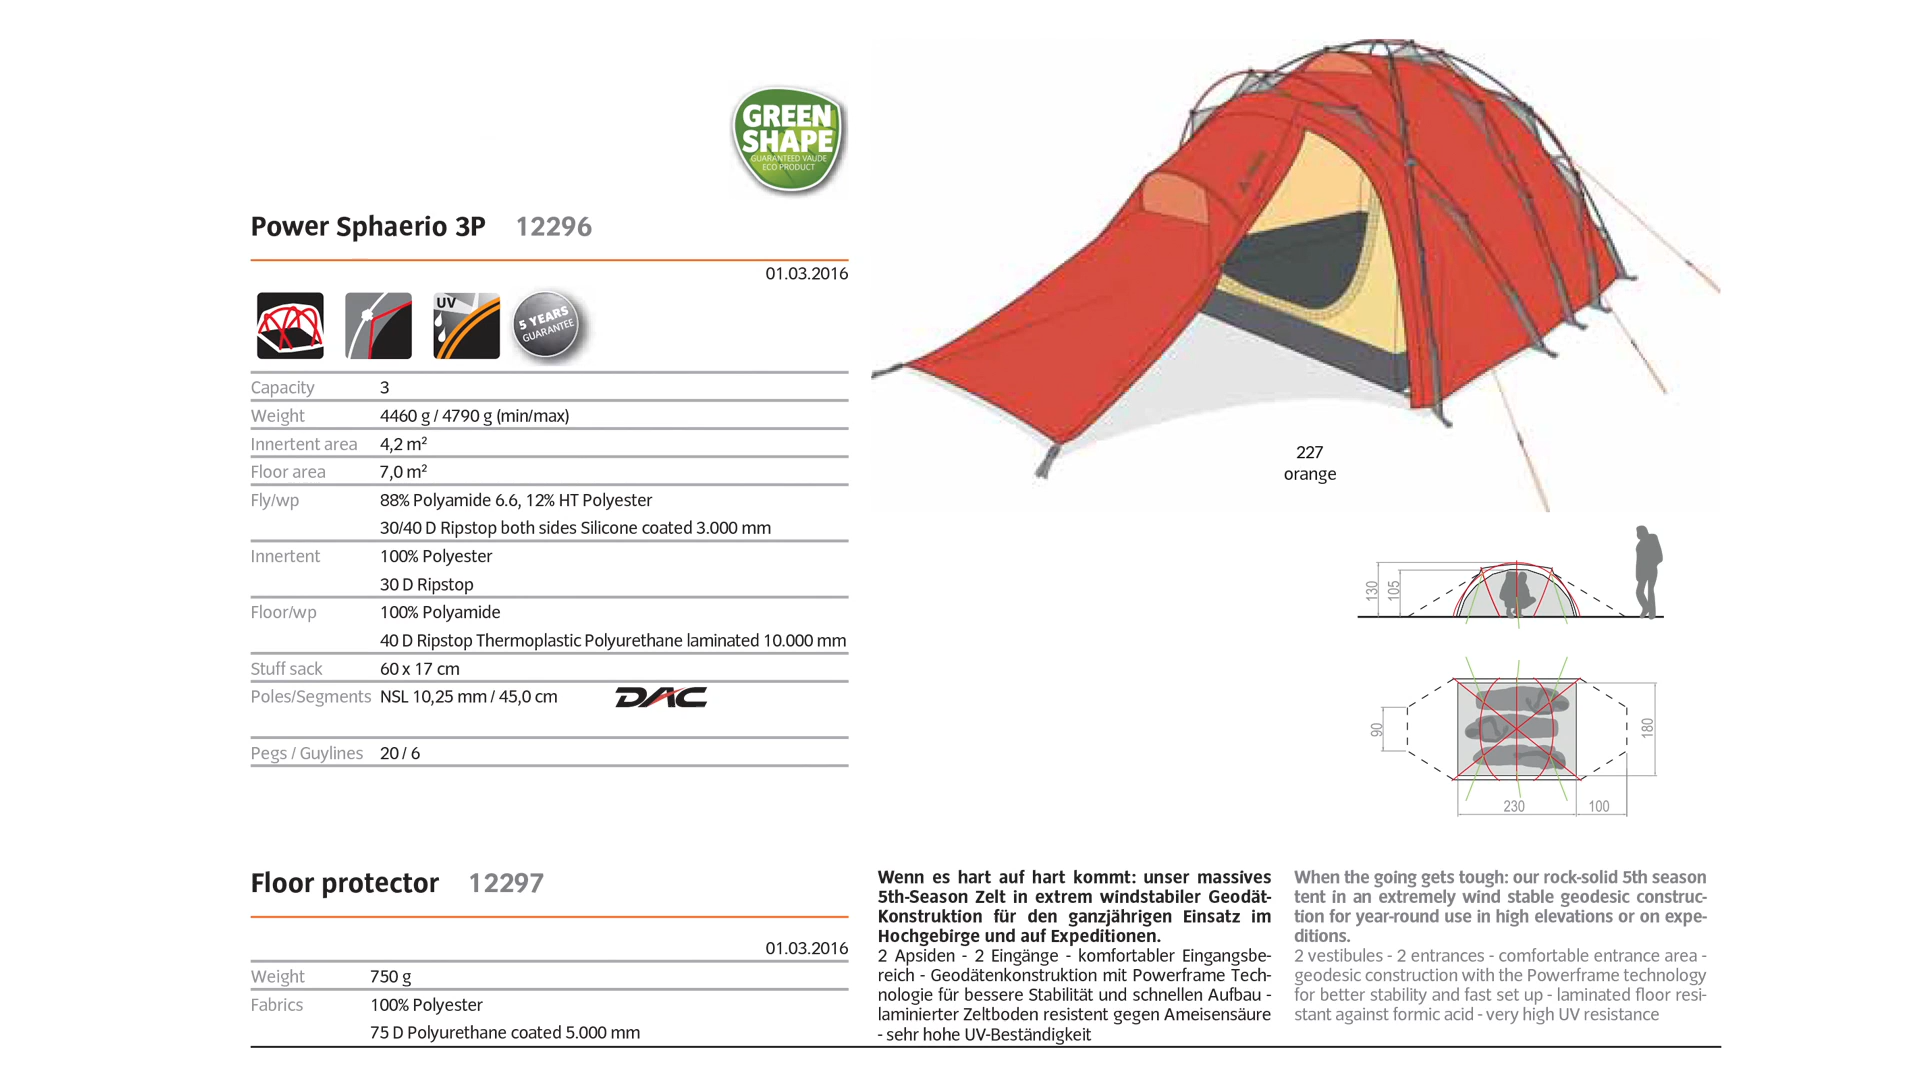 GREEN
SHAPE
GUARANTEED VAUDE
ECO PRODUCT
Power Sphaerio 3P 12296
01.03.2016
UV
5 YEARS
GUARANTEE
Capacity 3
Weight 4460 g / 4790 g (min/max)
Innertent area 4,2 m²
Floor area 7,0 m²
Fly/wp 88% Polyamide 6.6, 12% HT Polyester
30/40 D Ripstop both sides Silicone coated 3.000 mm
Innertent 100% Polyester
30 D Ripstop
Floor/wp 100% Polyamide
40 D Ripstop Thermoplastic Polyurethane laminated 10.000 mm
Stuff sack 60 x 17 cm
Poles/Segments NSL 10,25 mm / 45,0 cm DAC
Pegs / Guylines 20 / 6
227
orange
130
105
90
180
230 100
Floor protector 12297
01.03.2016
Weight 750 g
Fabrics 100% Polyester
75 D Polyurethane coated 5.000 mm
Wenn es hart auf hart kommt: unser massives
5th-Season Zelt in extrem windstabiler Geodät-
Konstruktion für den ganzjährigen Einsatz im
Hochgebirge und auf Expeditionen.
2 Apsiden - 2 Eingänge - komfortabler Eingangsbe-
reich - Geodätenkonstruktion mit Powerframe Tech-
nologie für bessere Stabilität und schnellen Aufbau -
laminierter Zeltboden resistent gegen Ameisensäure
- sehr hohe UV-Beständigkeit
When the going gets tough: our rock-solid 5th season
tent in an extremely wind stable geodesic construc-
tion for year-round use in high elevations or on expe-
ditions.
2 vestibules - 2 entrances - comfortable entrance area -
geodesic construction with the Powerframe technology
for better stability and fast set up - laminated floor resi-
stant against formic acid - very high UV resistance